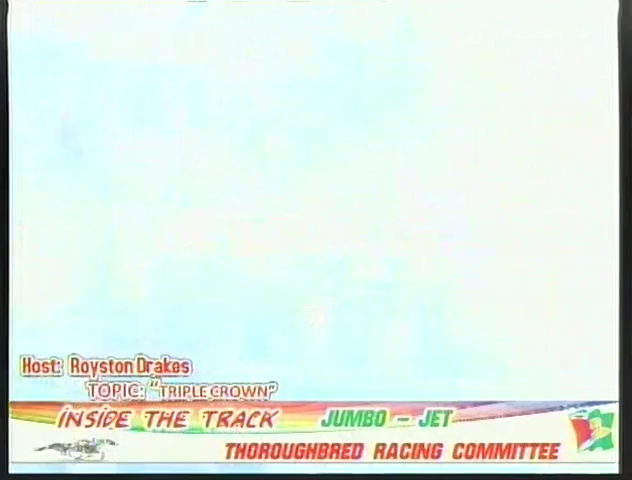 Host: Royston Drakes
TOPIC: "TRIPLE CROWN"
INSIDE THE TRACK JUMBO - JET
THOROUGHBRED RACING COMMITTEE